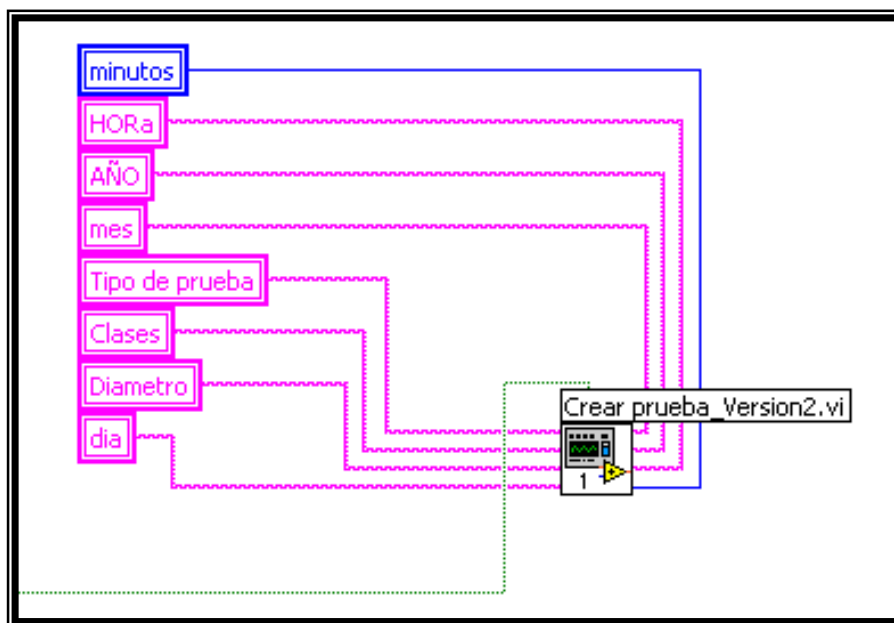 minutos
HORa
AÑO
mes
Tipo de prueba
Clases
Diametro
dia
Crear prueba_Version2.vi
1